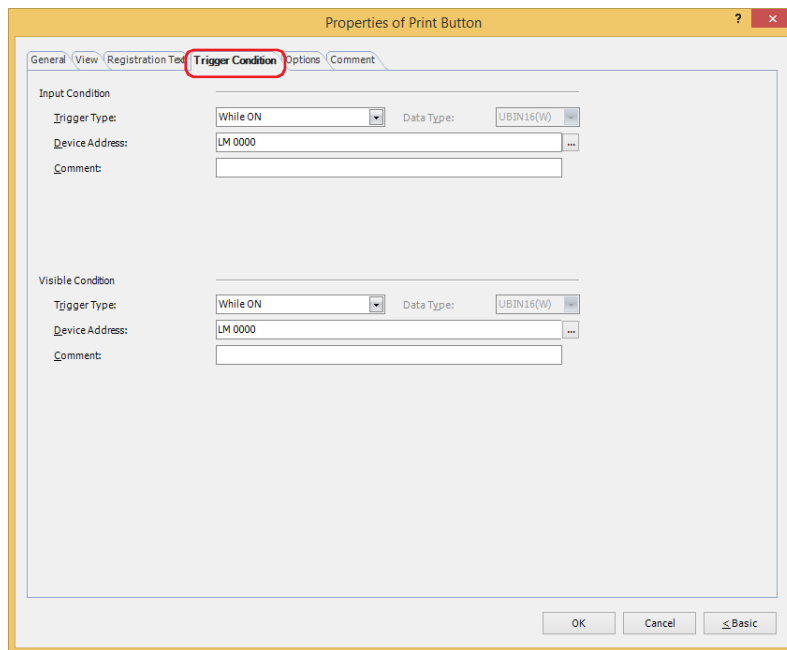 Properties of Print Button
? ×
General View Registration Text Trigger Condition Options Comment
Input Condition
Trigger Type: While ON Data Type: UBIN16(W)
Device Address: LM 0000 ...
Comment:
Visible Condition
Trigger Type: While ON Data Type: UBIN16(W)
Device Address: LM 0000 ...
Comment:
OK Cancel < Basic